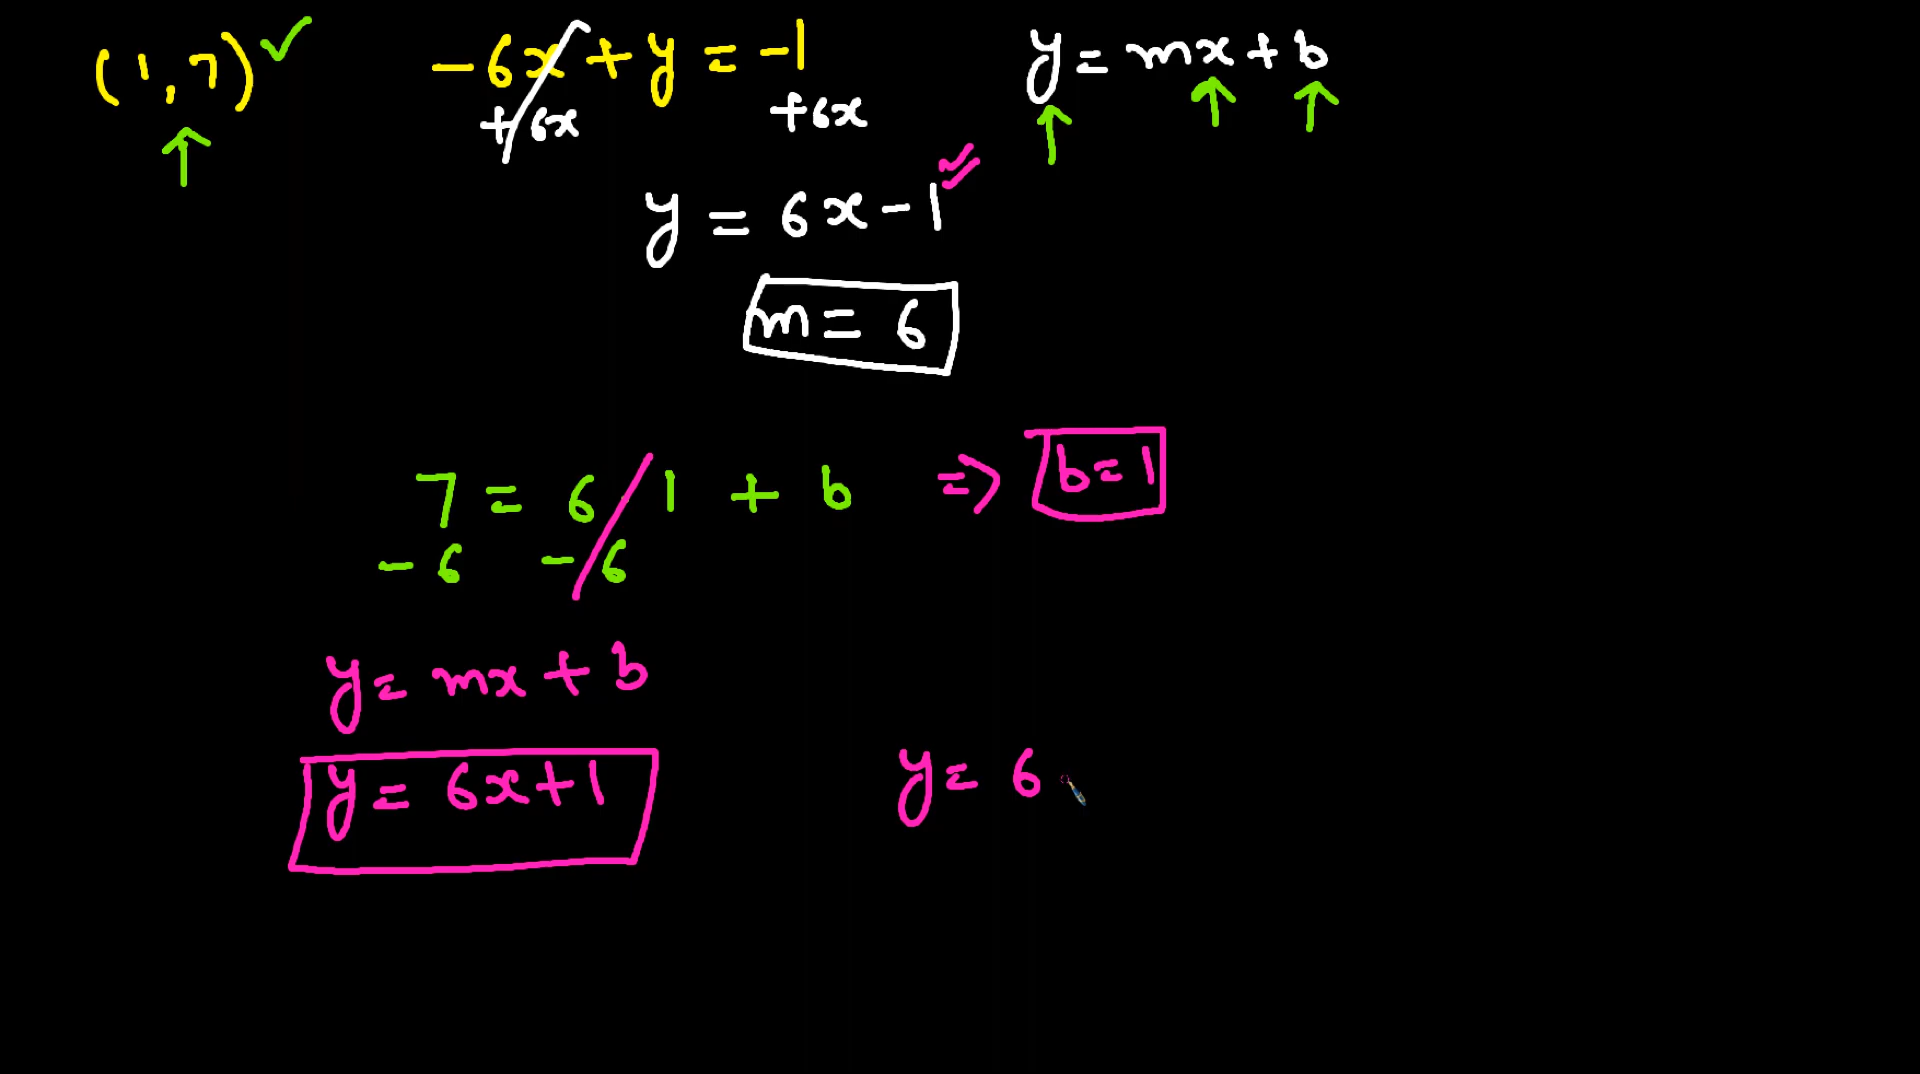 (1, 7) ✓ -6x + y = -1 y = mx + b
+ 6x +6x
y = 6x - 1
m = 6
7 = 6 1 + b ⇒ b = 1
- 6 - 6
y = mx + b
y = 6x + 1 y = 6